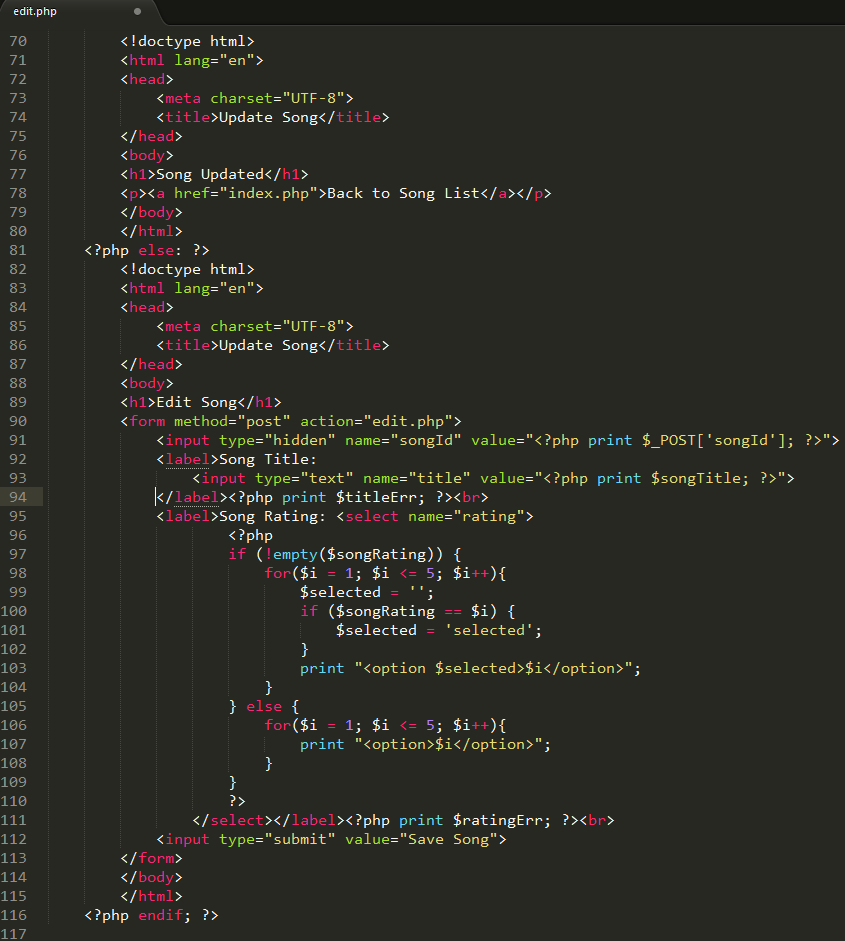 edit.php
70 <!doctype html>
71 <html lang="en">
72 <head>
73 <meta charset="UTF-8">
74 <title>Update Song</title>
75 </head>
76 <body>
77 <h1>Song Updated</h1>
78 <p><a href="index.php">Back to Song List</a></p>
79 </body>
80 </html>
81 <?php else: ?>
82 <!doctype html>
83 <html lang="en">
84 <head>
85 <meta charset="UTF-8">
86 <title>Update Song</title>
87 </head>
88 <body>
89 <h1>Edit Song</h1>
90 <form method="post" action="edit.php">
91 <input type="hidden" name="songId" value="<?php print $_POST['songId']; ?>">
92 <label>Song Title:
93 <input type="text" name="title" value="<?php print $songTitle; ?>">
94 </label><?php print $titleErr; ?><br>
95 <label>Song Rating: <select name="rating">
96 <?php
97 if (!empty($songRating)) {
98 for($i = 1; $i <= 5; $i++){
99 $selected = '';
100 if ($songRating == $i) {
101 $selected = 'selected';
102 }
103 print "<option $selected>$i</option>";
104 }
105 } else {
106 for($i = 1; $i <= 5; $i++){
107 print "<option>$i</option>";
108 }
109 }
110 ?>
111 </select></label><?php print $ratingErr; ?><br>
112 <input type="submit" value="Save Song">
113 </form>
114 </body>
115 </html>
116 <?php endif; ?>
117